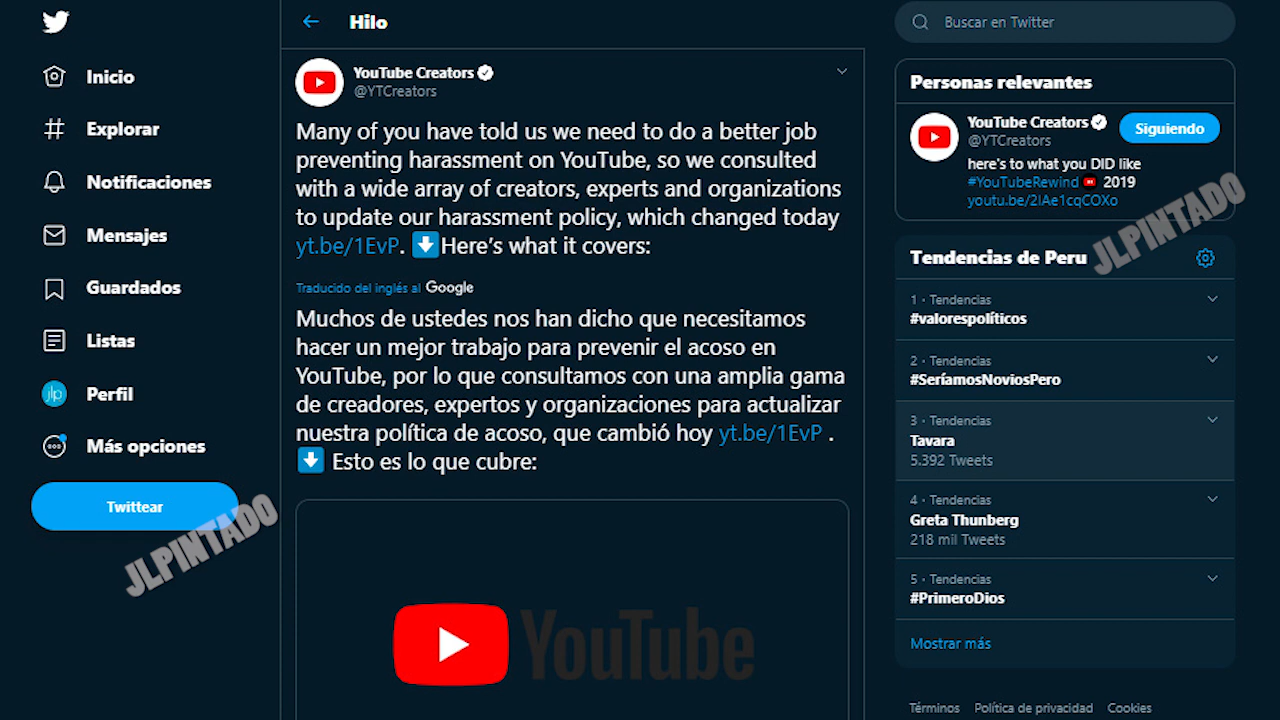 Inicio
Explorar
Notificaciones
Mensajes
Guardados
Listas
jlp
Perfil
Más opciones
Twittear
JLPINTADO
Hilo
YouTube Creators
@YTCreators
Many of you have told us we need to do a better job
preventing harassment on YouTube, so we consulted
with a wide array of creators, experts and organizations
to update our harassment policy, which changed today
yt.be/1EvP. ⬇Here's what it covers:
Traducido del inglés al Google
Muchos de ustedes nos han dicho que necesitamos
hacer un mejor trabajo para prevenir el acoso en
YouTube, por lo que consultamos con una amplia gama
de creadores, expertos y organizaciones para actualizar
nuestra política de acoso, que cambió hoy yt.be/1EvP .
⬇ Esto es lo que cubre:
YouTube
Buscar en Twitter
Personas relevantes
YouTube Creators
@YTCreators
Siguiendo
here's to what you DID like
#YouTubeRewind 2019
youtu.be/2lAe1cqCOXo
JLPINTADO
Tendencias de Peru
1 · Tendencias
#valorespolíticos
2 · Tendencias
#SeríamosNoviosPero
3 · Tendencias
Tavara
5.392 Tweets
4 · Tendencias
Greta Thunberg
218 mil Tweets
5 · Tendencias
#PrimeroDios
Mostrar más
Términos Política de privacidad Cookies